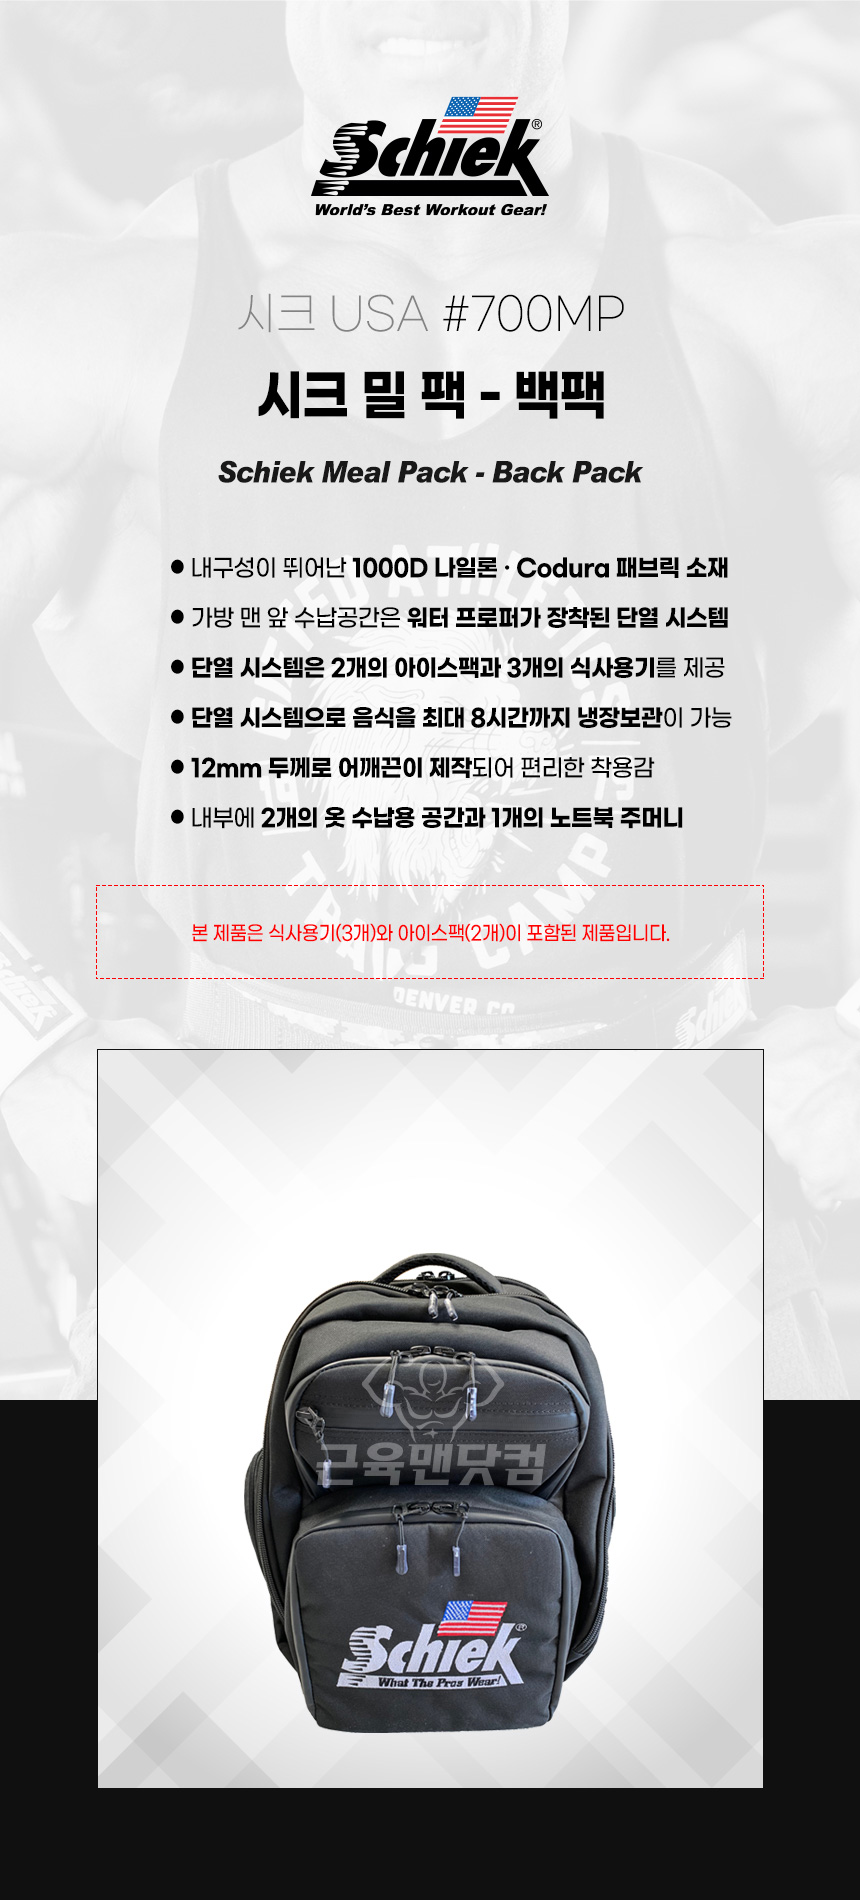 Schiek®
World's Best Workout Gear!
시크 USA #700MP
시크 밀 팩 - 백팩
Schiek Meal Pack - Back Pack
● 내구성이 뛰어난 1000D 나일론 · Codura 패브릭 소재
● 가방 맨 앞 수납공간은 워터 프로퍼가 장착된 단열 시스템
● 단열 시스템은 2개의 아이스팩과 3개의 식사용기를 제공
● 단열 시스템으로 음식을 최대 8시간까지 냉장보관이 가능
● 12mm 두께로 어깨끈이 제작되어 편리한 착용감
● 내부에 2개의 옷 수납용 공간과 1개의 노트북 주머니
본 제품은 식사용기(3개)와 아이스팩(2개)이 포함된 제품입니다.
DENVER CO
Schiek
Schiek
근육맨닷컴
Schiek®
What The Pros Wear!